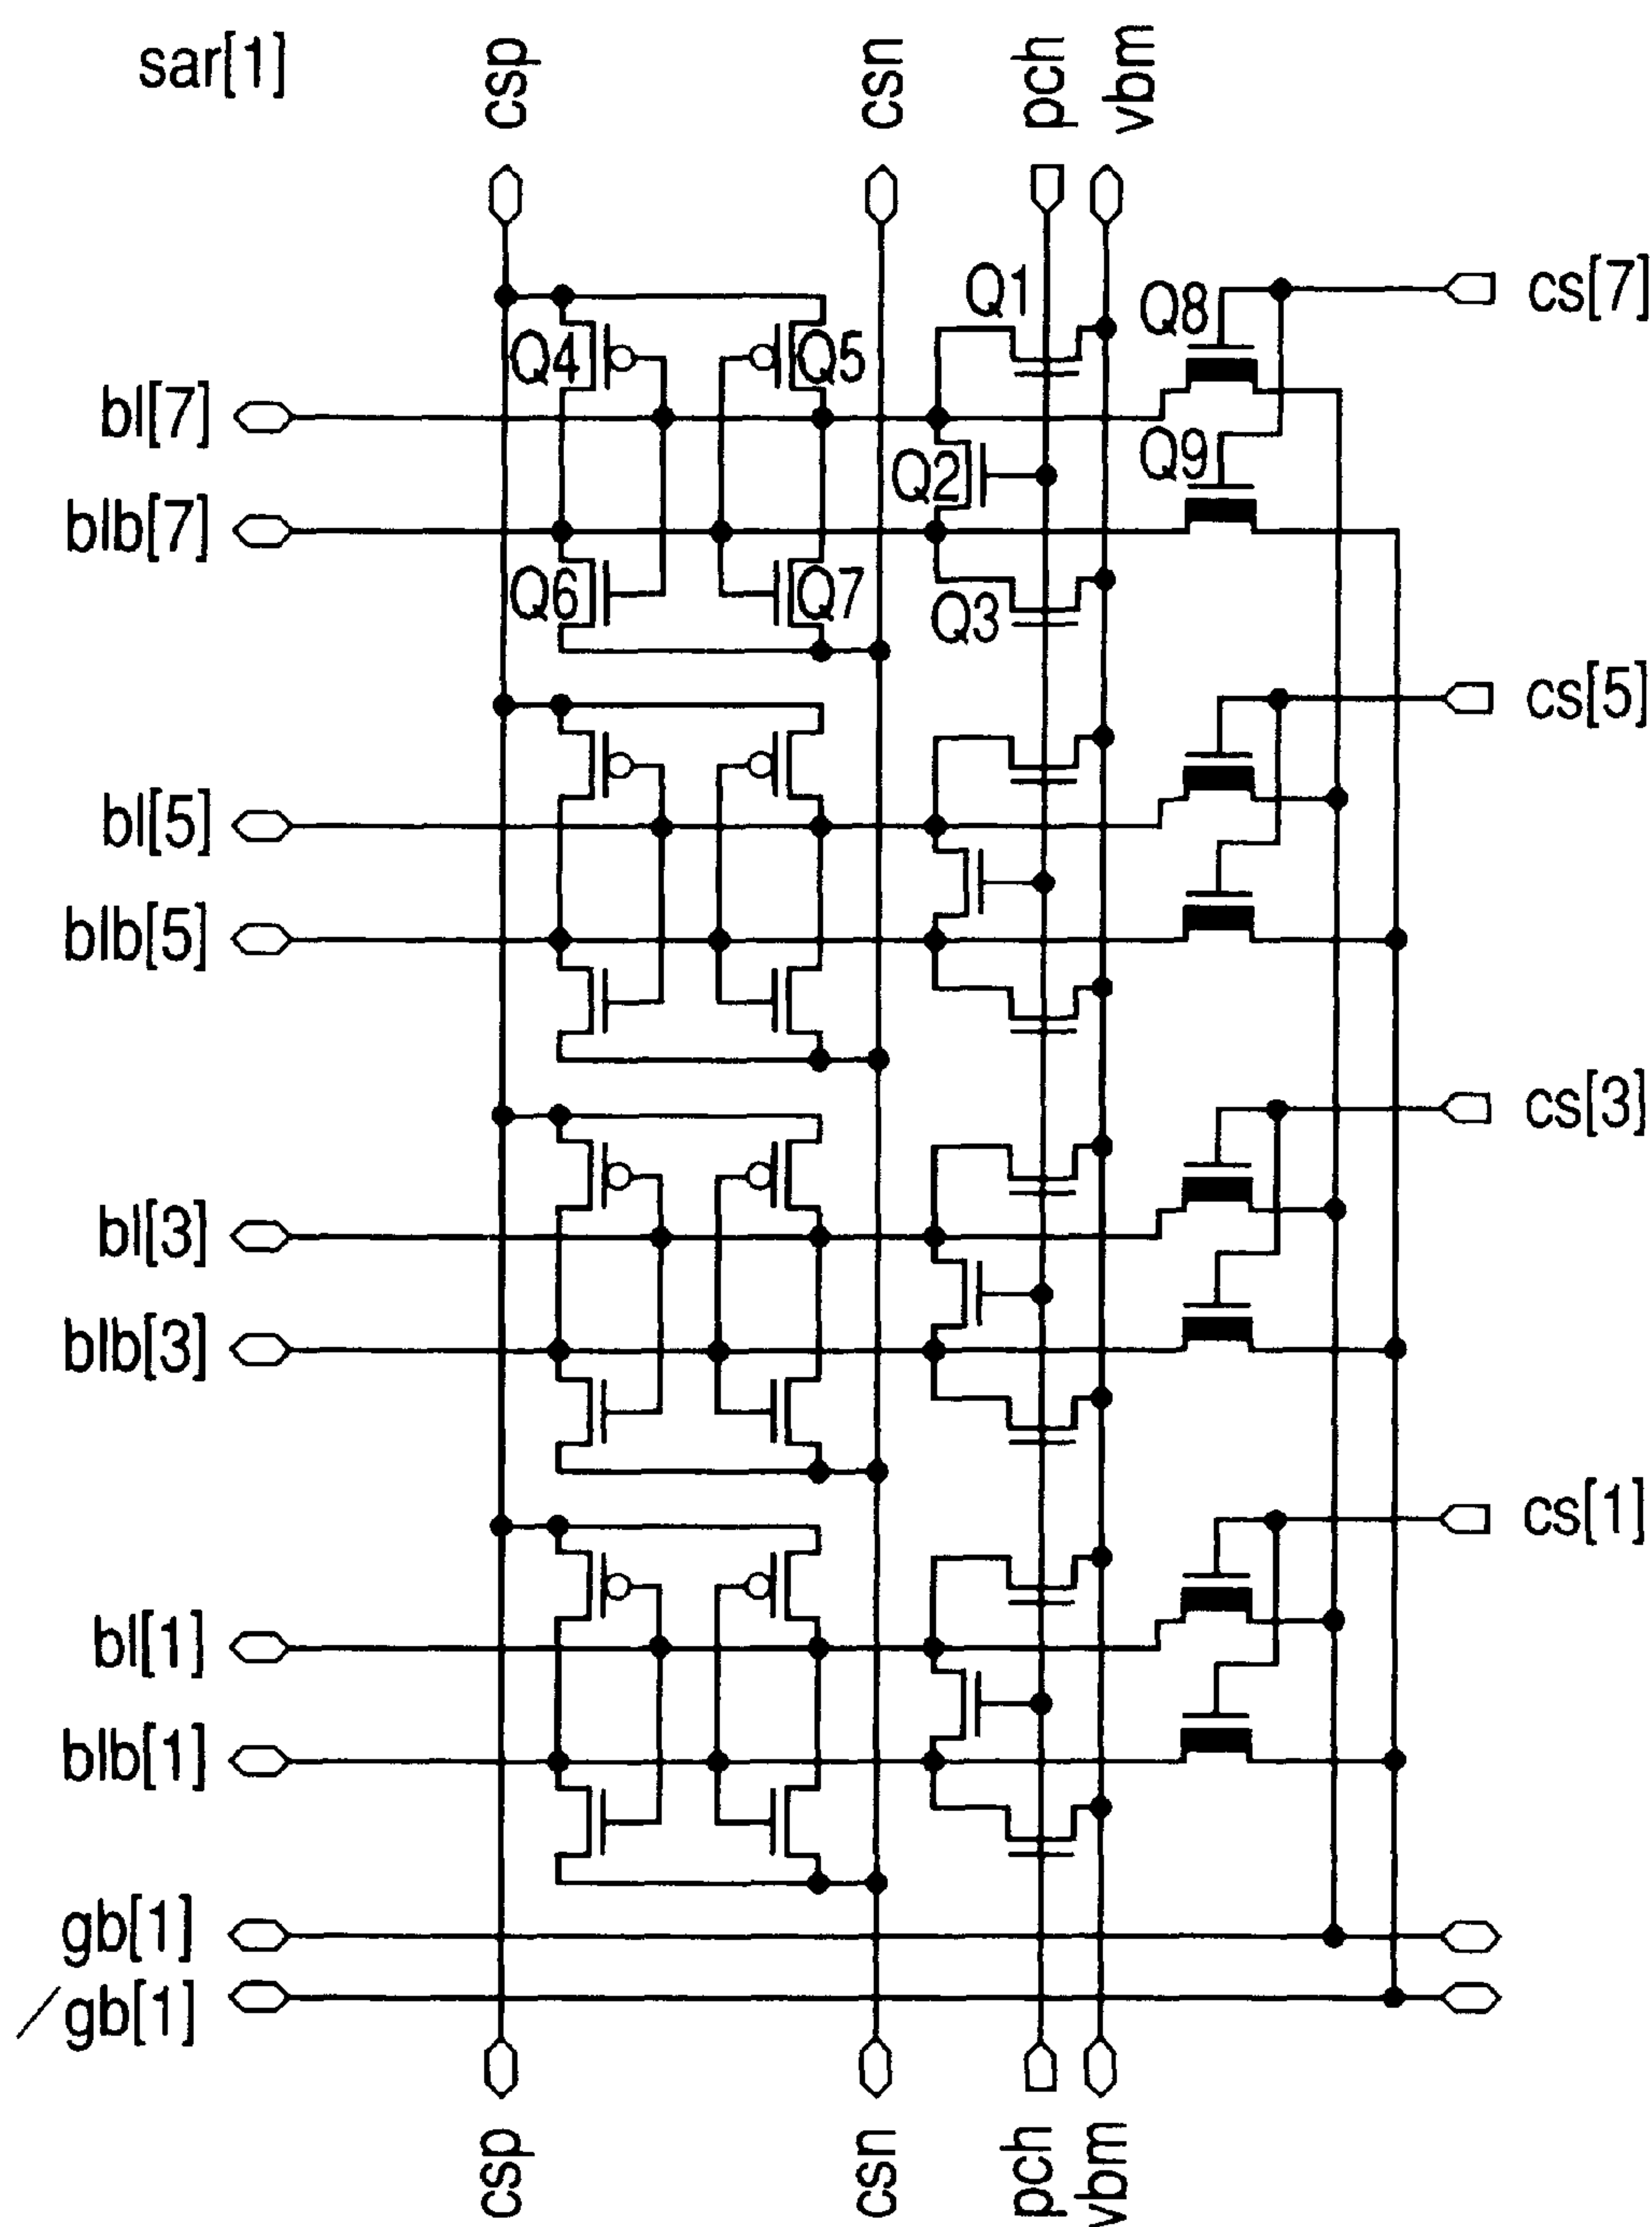 sar[1]
csp
csn
pch
vbm
Q1
Q8
cs[7]
Q4
Q5
bl[7]
Q2
Q9
blb[7]
Q6
Q7
Q3
cs[5]
bl[5]
blb[5]
cs[3]
bl[3]
blb[3]
cs[1]
bl[1]
blb[1]
gb[1]
/gb[1]
csp
csn
pch
vbm